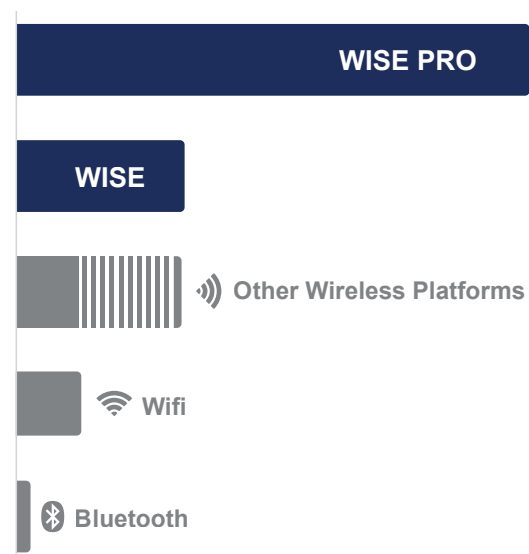 WISE PRO
WISE
Other Wireless Platforms
Wifi
Bluetooth